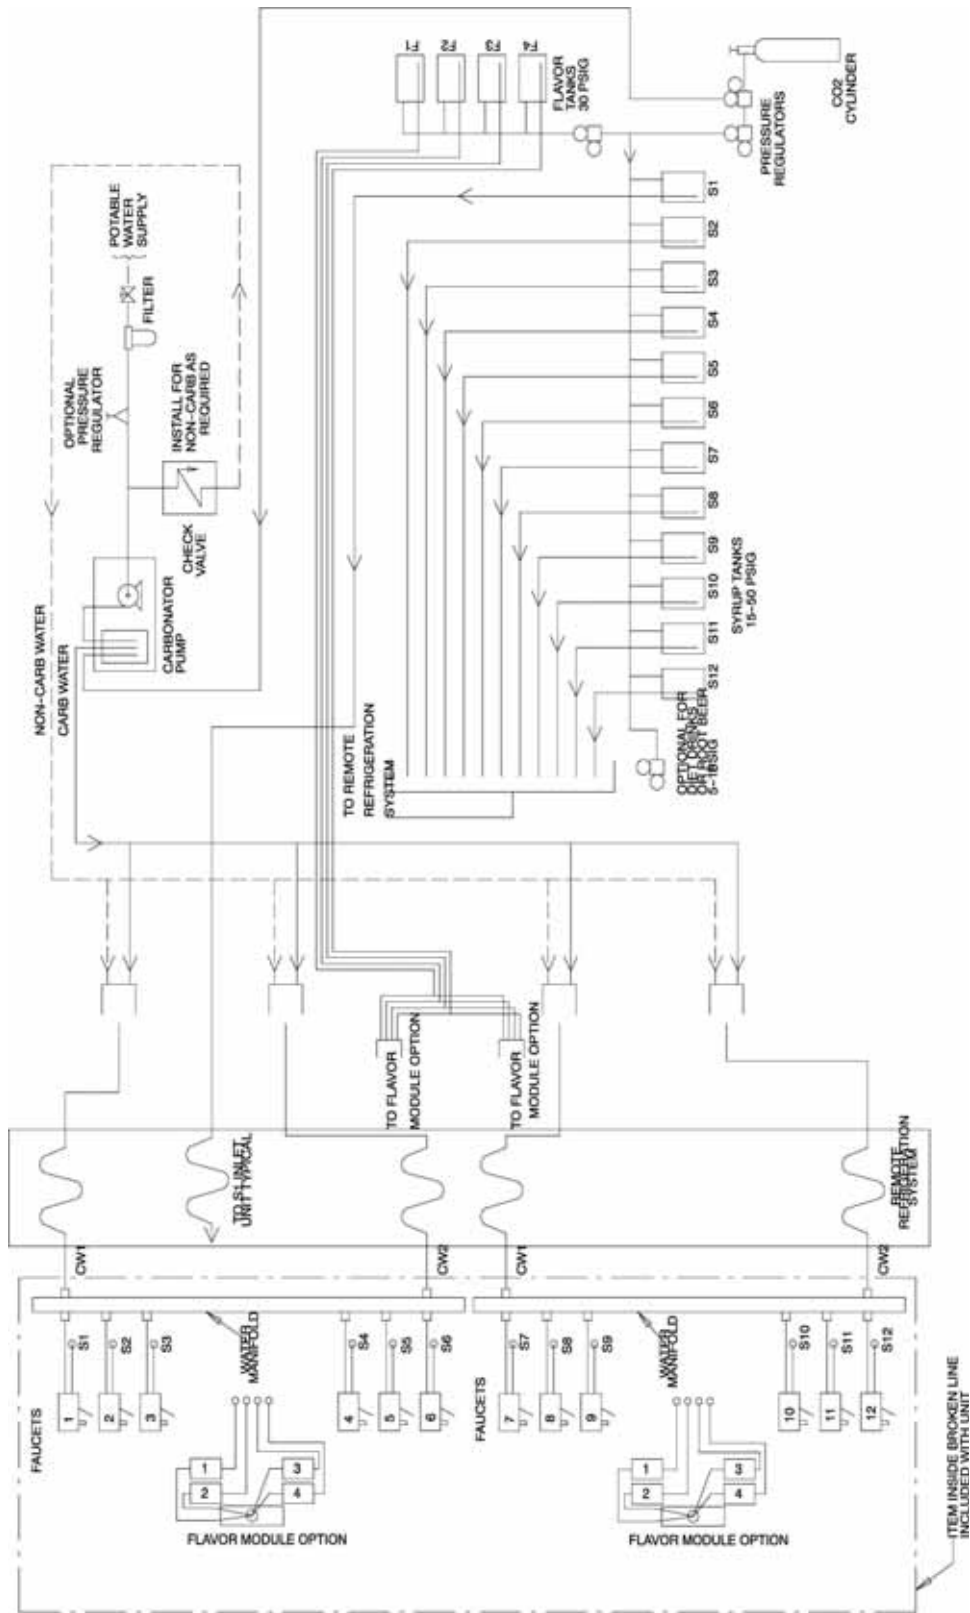 F1
F2
F3
F4
FLAVOR
TANKS
30 PSIG
CO2
CYLINDER
PRESSURE
REGULATORS
POTABLE
WATER
SUPPLY
FILTER
OPTIONAL
PRESSURE
REGULATOR
INSTALL FOR
NON-CARB AS
REQUIRED
CHECK
VALVE
CARBONATOR
PUMP
NON-CARB WATER
CARB WATER
S1
S2
S3
S4
S5
S6
S7
S8
S9
S10
S11
S12
SYRUP TANKS
15-50 PSIG
OPTIONAL FOR
DIET DRINKS
OR ROOT BEER
TO REMOTE
REFRIGERATION
SYSTEM
TO FLAVOR
MODULE OPTION
TO FLAVOR
MODULE OPTION
TO S1 INLET
UNIT TYPICAL
REMOTE
REFRIGERATION
SYSTEM
CW1
CW2
CW1
CW2
WATER
MANIFOLD
WATER
MANIFOLD
S1
S2
S3
S4
S5
S6
S7
S8
S9
S10
S11
S12
FAUCETS
1
2
3
4
5
6
FAUCETS
7
8
9
10
11
12
1
2
3
4
FLAVOR MODULE OPTION
1
2
3
4
FLAVOR MODULE OPTION
ITEM INSIDE BROKEN LINE
INCLUDED WITH UNIT